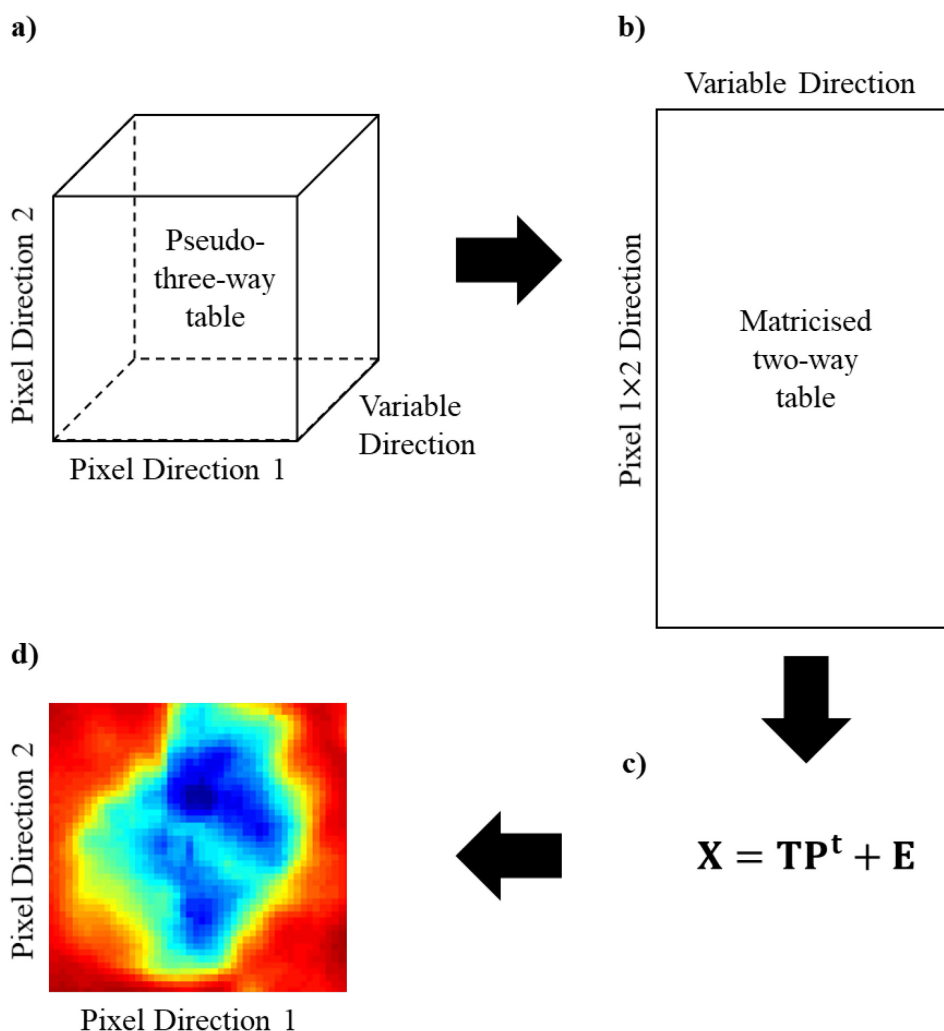 a)
Pixel Direction 2
Pseudo-
three-way
table
Variable
Direction
Pixel Direction 1
b)
Variable Direction
Pixel 1×2 Direction
Matricised
two-way
table
c)
X = TPᵗ + E
d)
Pixel Direction 2
Pixel Direction 1